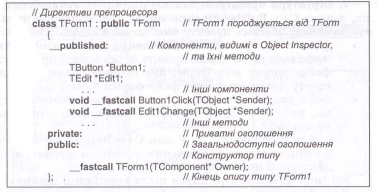 // Директиви препроцесора
class TForm1 : public TForm // TForm1 породжується від TForm
{
__published: // Компоненти, видимі в Object Inspector,
// та їхні методи
TButton *Button1;
TEdit *Edit1;
. . . // Інші компоненти
void __fastcall Button1Click(TObject *Sender);
void __fastcall Edit1Change(TObject *Sender);
. . . // Інші методи
private: // Приватні оголошення
public: // Загальнодоступні оголошення
// Конструктор типу
__fastcall TForm1(TComponent* Owner);
}; // Кінець опису типу TForm1